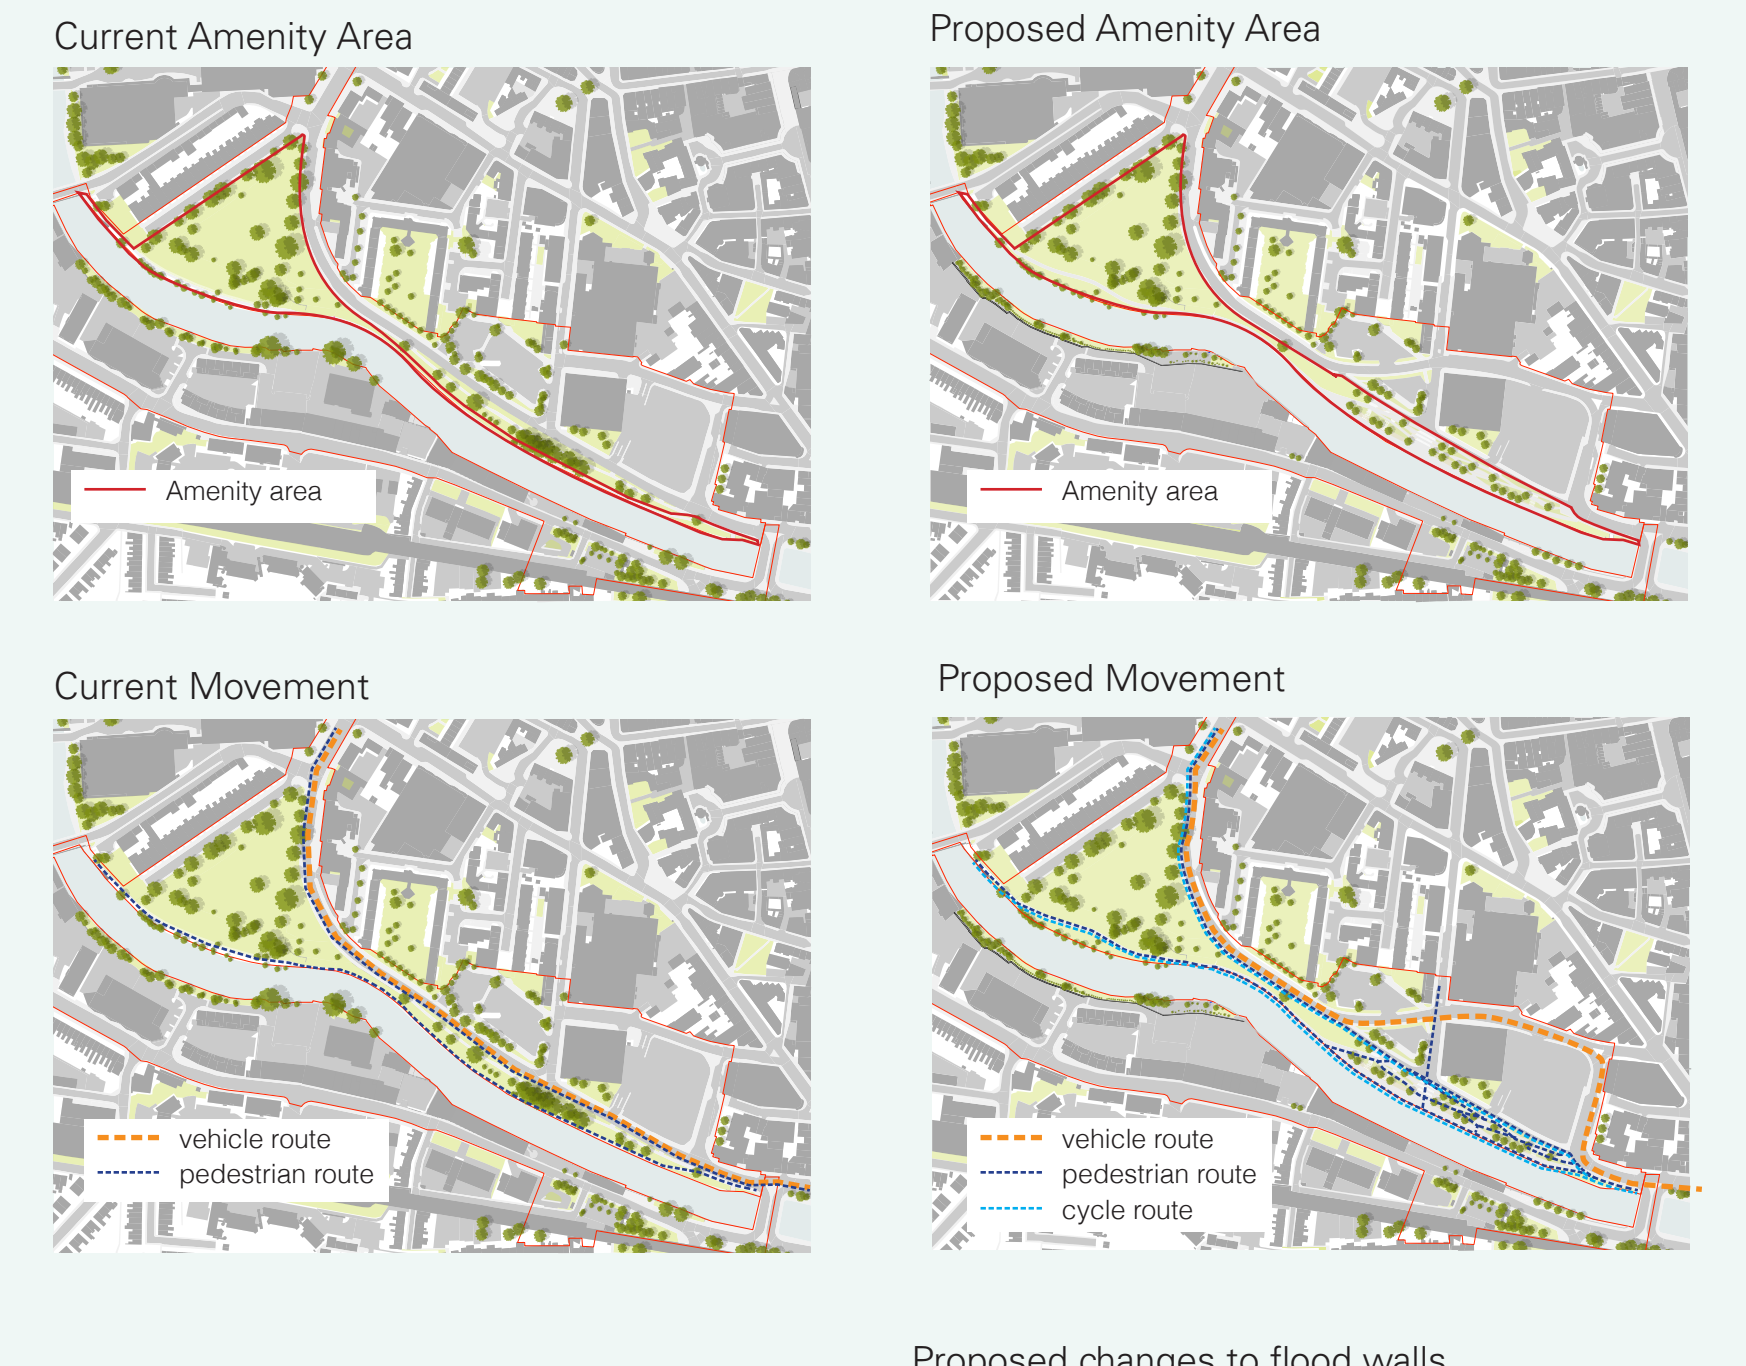 Current Amenity Area
Proposed Amenity Area
Amenity area
Amenity area
Current Movement
Proposed Movement
vehicle route
pedestrian route
vehicle route
pedestrian route
cycle route
Proposed changes to flood walls